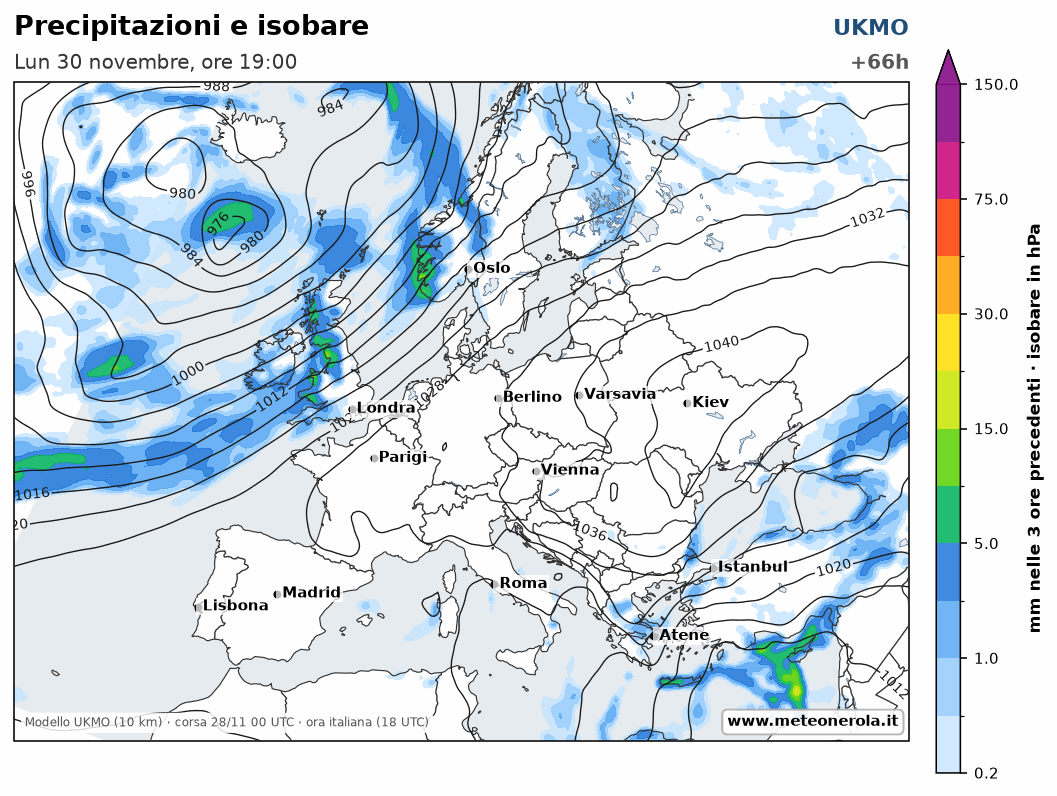 Precipitazioni e isobare
UKMO
Lun 30 novembre, ore 19:00
+66h
988
984
996
980
976
980
984
1032
1000
1012
1028
1040
1016
20
1036
1020
1012
Oslo
Londra
Berlino
Varsavia
Kiev
Parigi
Vienna
Istanbul
Roma
Madrid
Lisbona
Atene
Modello UKMO (10 km) · corsa 28/11 00 UTC · ora italiana (18 UTC)
www.meteonerola.it
150.0
75.0
30.0
15.0
5.0
1.0
0.2
mm nelle 3 ore precedenti · isobare in hPa